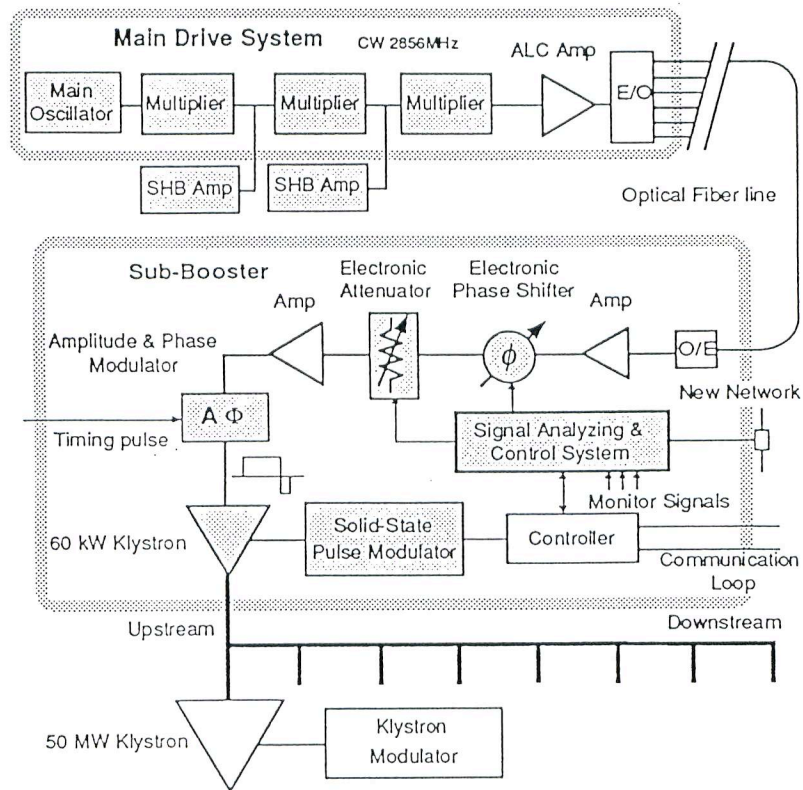 Main Drive System
CW 2856MHz
ALC Amp
Main
Oscillator
Multiplier
Multiplier
Multiplier
E/O
SHB Amp
SHB Amp
Optical Fiber line
Sub-Booster
Electronic
Attenuator
Electronic
Phase Shifter
Amp
Amp
Amplitude & Phase
Modulator
ϕ
O/E
New Network
A Φ
Timing pulse
Signal Analyzing &
Control System
Monitor Signals
60 kW Klystron
Solid-State
Pulse Modulator
Controller
Communication
Loop
Upstream
Downstream
50 MW Klystron
Klystron
Modulator